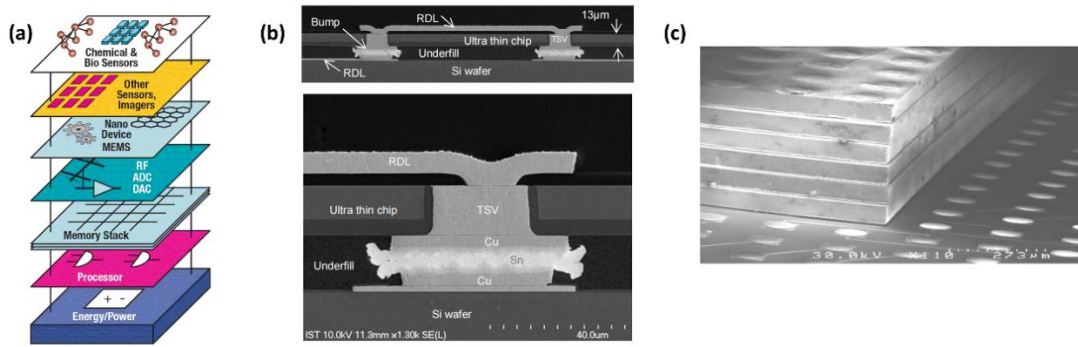 (a)
Chemical &
Bio Sensors
Other
Sensors,
Imagers
Nano
Device
MEMS
RF
ADC
DAC
Memory Stack
Processor
+ -
Energy/Power
(b)
RDL
13µm
Bump
Ultra thin chip
TSV
Underfill
RDL
Si wafer
RDL
Ultra thin chip
TSV
Cu
Sn
Underfill
Cu
Si wafer
IST 10.0kV 11.3mm x1.30k SE(L)
40.0um
(c)
30.0kV X110 273µm